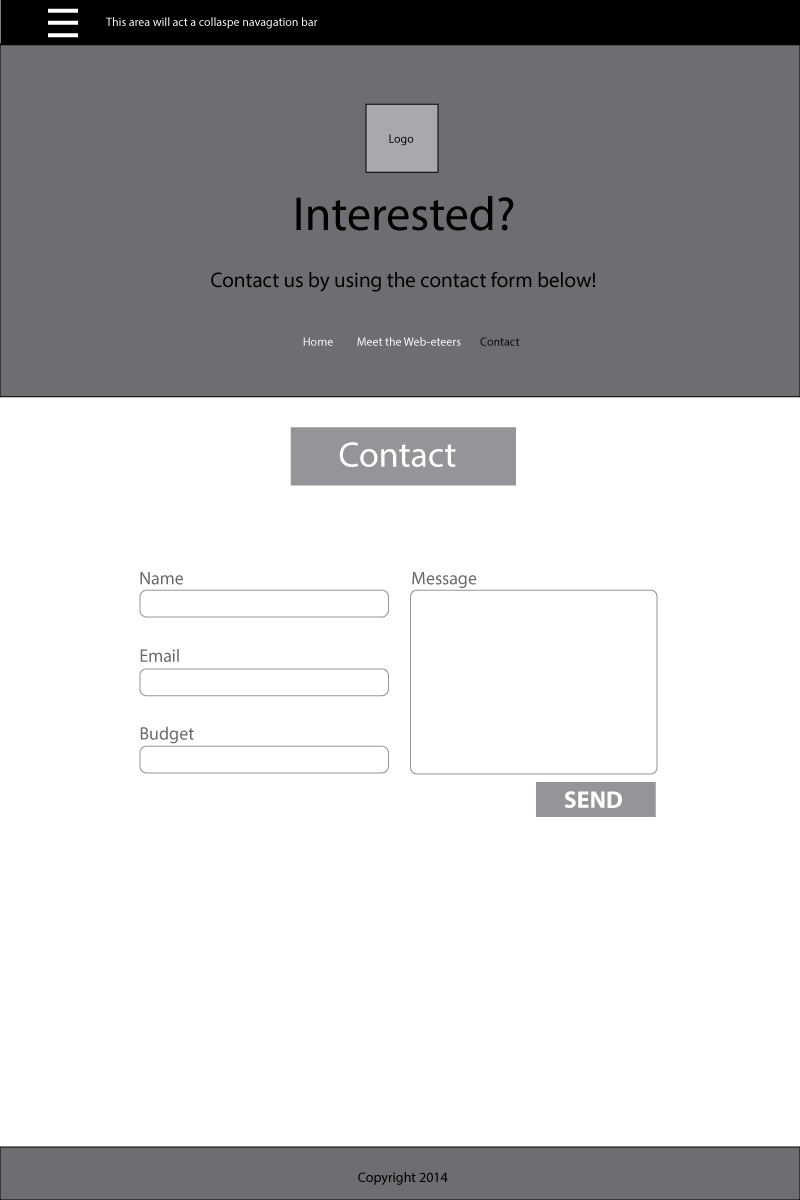 This area will act a collaspe navagation bar
Logo
Interested?
Contact us by using the contact form below!
Home Meet the Web-eteers Contact
Contact
Name
Message
Email
Budget
SEND
Copyright 2014